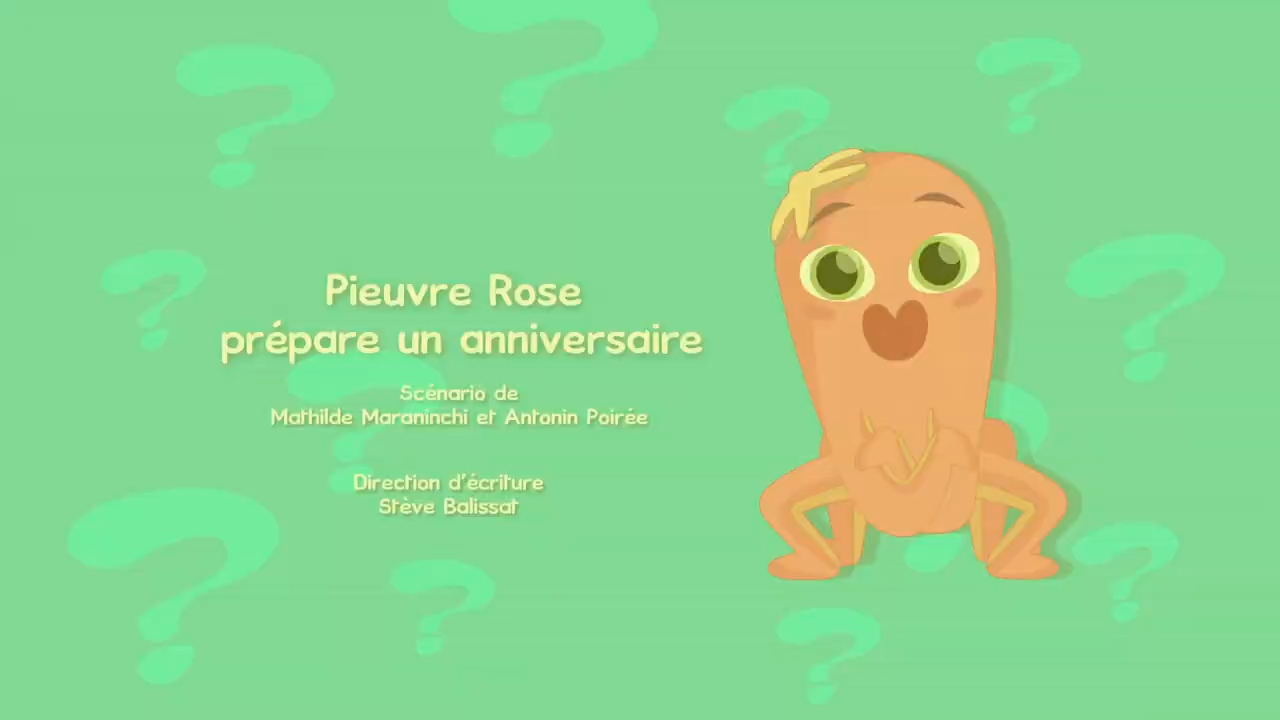 Pieuvre Rose
prépare un anniversaire
Scénario de
Mathilde Maraninchi et Antonin Poirée
Direction d'écriture
Stève Balissat